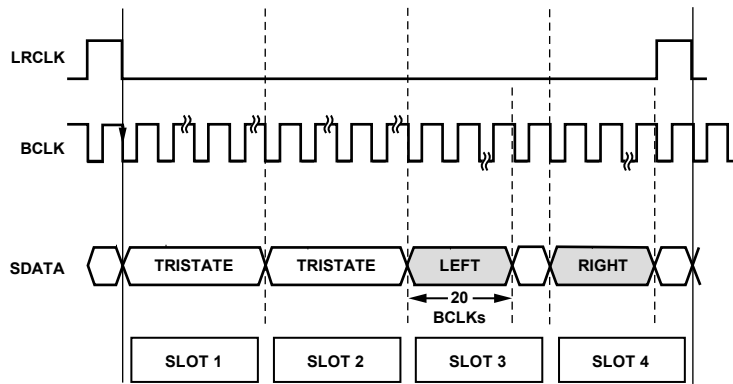 LRCLK
BCLK
SDATA
TRISTATE
TRISTATE
LEFT
RIGHT
20
BCLKs
SLOT 1
SLOT 2
SLOT 3
SLOT 4